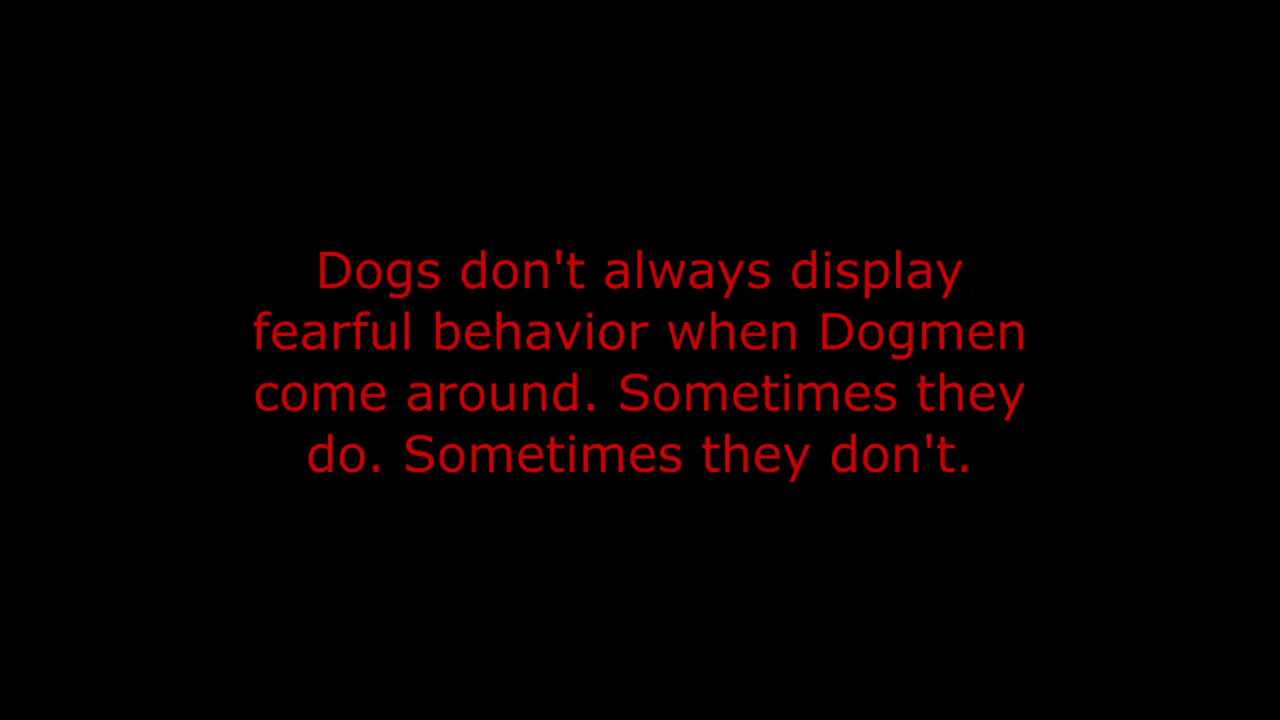 Dogs don't always display
fearful behavior when Dogmen
come around. Sometimes they
do. Sometimes they don't.